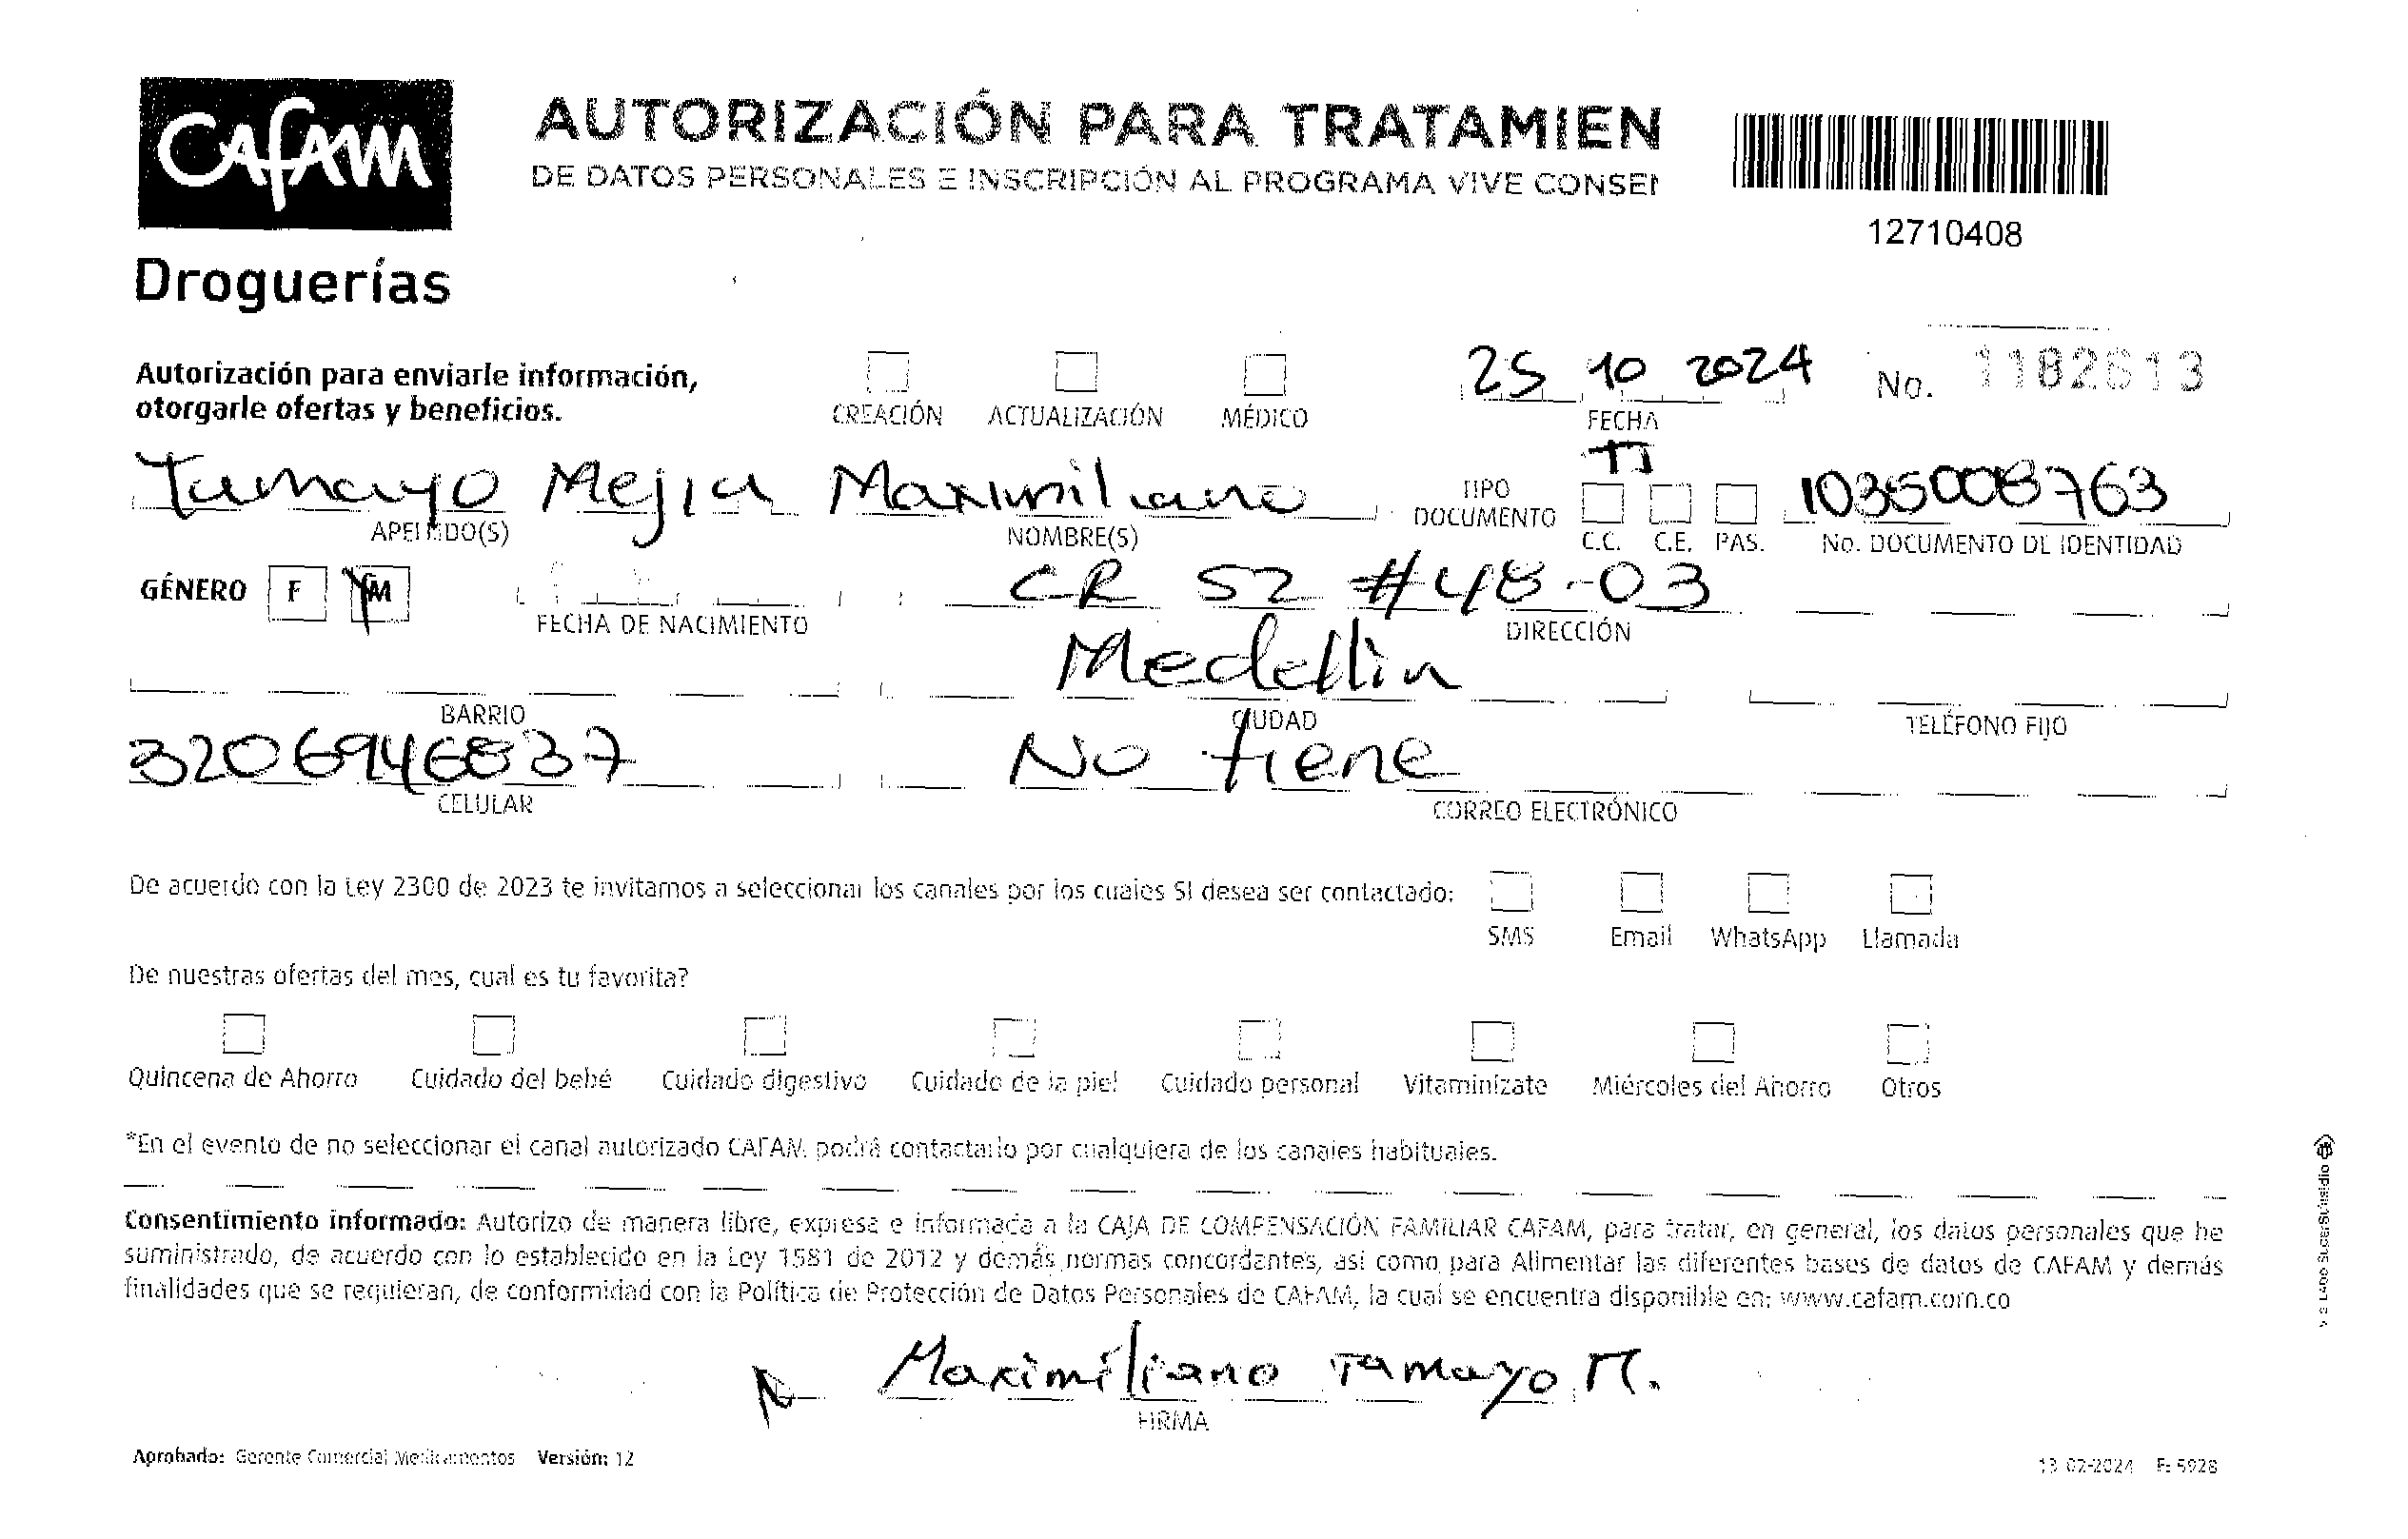 CAFAM
Droguerías
AUTORIZACIÓN PARA TRATAMIEN
DE DATOS PERSONALES E INSCRIPCIÓN AL PROGRAMA VIVE CONSEN
12710408
Autorización para enviarle información,
otorgarle ofertas y beneficios.
CREACIÓN ACTUALIZACIÓN MÉDICO
25 10 2024
FECHA
No. 1182613
Tamayo Mejia Maximiliano
APELLIDO(S) NOMBRE(S)
TI
TIPO DOCUMENTO
C.C. C.E. PAS.
1035008763
No. DOCUMENTO DE IDENTIDAD
GÉNERO F M
FECHA DE NACIMIENTO
CR 52 #48-03
DIRECCIÓN
Medellin
BARRIO CIUDAD TELÉFONO FIJO
3206946837 No tiene
CELULAR CORREO ELECTRÓNICO
De acuerdo con la Ley 2300 de 2023 te invitamos a seleccionar los canales por los cuales SI desea ser contactado:
SMS Email WhatsApp Llamada
De nuestras ofertas del mes, cual es tu favorita?
Quincena de Ahorro Cuidado del bebé Cuidado digestivo Cuidado de la piel Cuidado personal Vitamínizate Miércoles del Ahorro Otros
*En el evento de no seleccionar el canal autorizado CAFAM podrá contactarlo por cualquiera de los canales habituales.
Consentimiento informado: Autorizo de manera libre, expresa e informada a la CAJA DE COMPENSACIÓN FAMILIAR CAFAM, para tratar, en general, los datos personales que he
suministrado, de acuerdo con lo establecido en la Ley 1581 de 2012 y demás normas concordantes, así como para Alimentar las diferentes bases de datos de CAFAM y demás
finalidades que se requieran, de conformidad con la Política de Protección de Datos Personales de CAFAM, la cual se encuentra disponible en: www.cafam.com.co
Maximiliano Tamayo M.
FIRMA
Aprobado: Gerente Comercial Medicamentos Versión: 12
13-02-2024 F: 5928